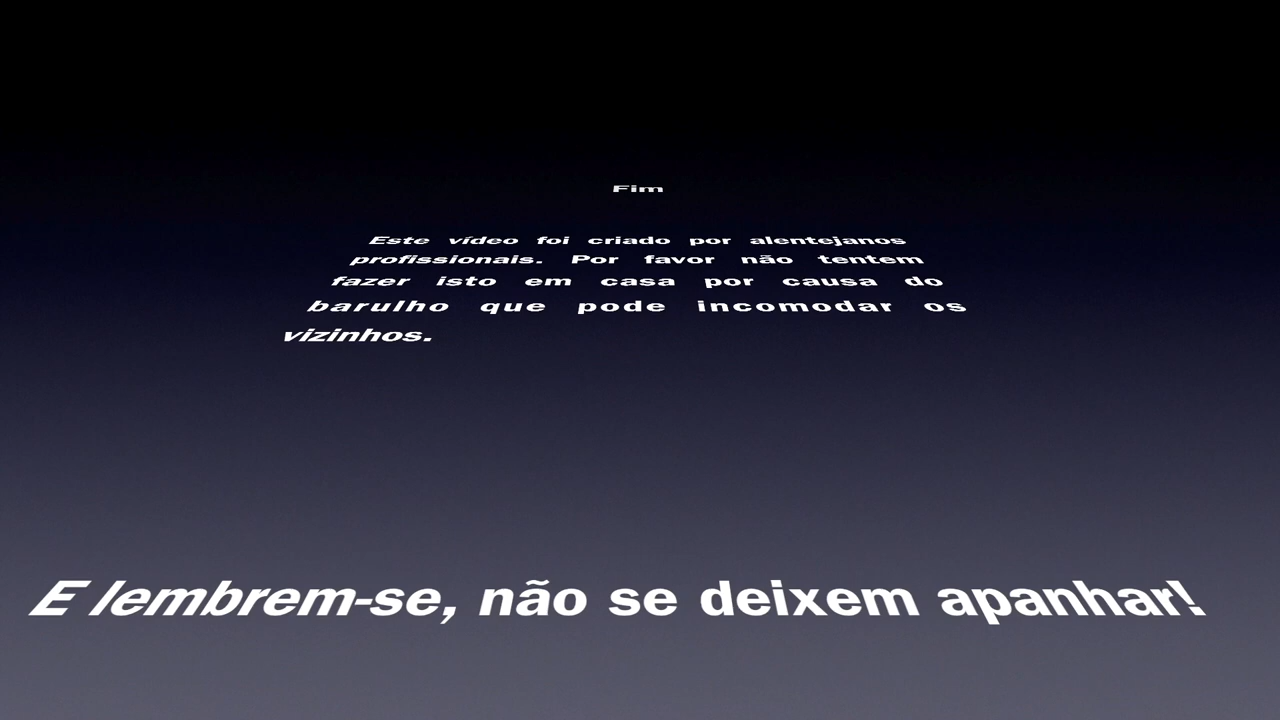 Fim
Este vídeo foi criado por alentejanos
profissionais. Por favor não tentem
fazer isto em casa por causa do
barulho que pode incomodar os
vizinhos.
E lembrem-se, não se deixem apanhar!